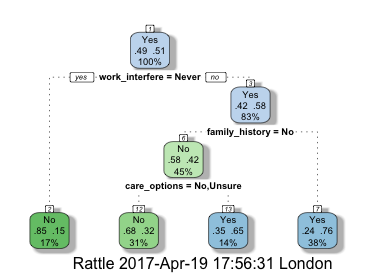 1
Yes
.49 .51
100%
yes work_interfere = Never no
3
Yes
.42 .58
83%
family_history = No
6
No
.58 .42
45%
care_options = No,Unsure
2
No
.85 .15
17%
12
No
.68 .32
31%
13
Yes
.35 .65
14%
7
Yes
.24 .76
38%
Rattle 2017-Apr-19 17:56:31 London